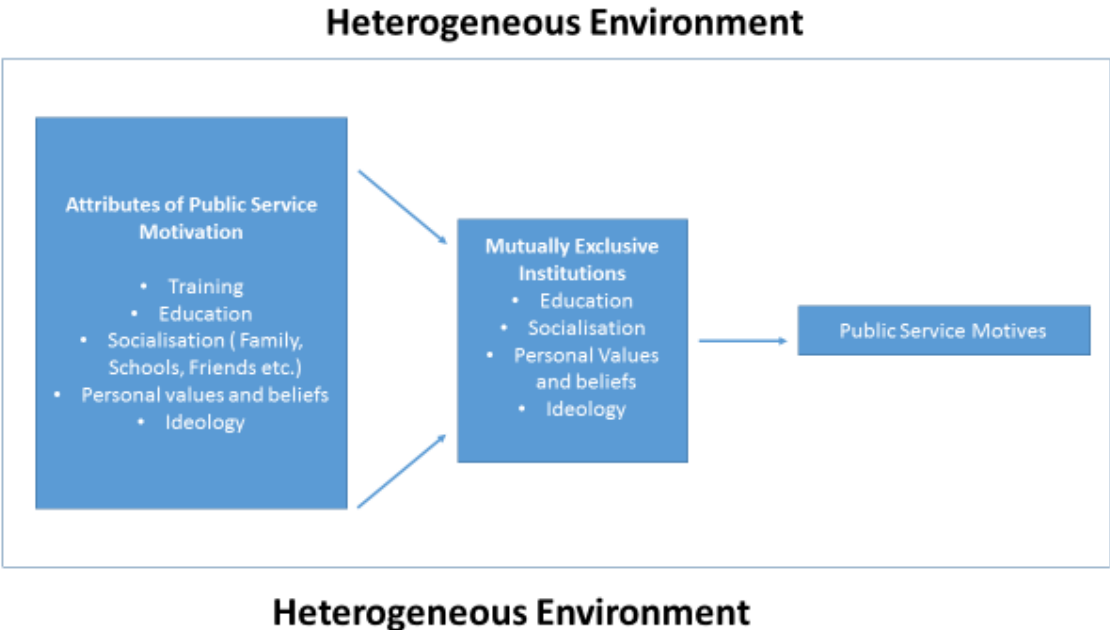 Heterogeneous Environment
Attributes of Public Service
Motivation
• Training
• Education
• Socialisation ( Family,
Schools, Friends etc.)
• Personal values and beliefs
• Ideology
Mutually Exclusive
Institutions
• Education
• Socialisation
• Personal Values
and beliefs
• Ideology
Public Service Motives
Heterogeneous Environment